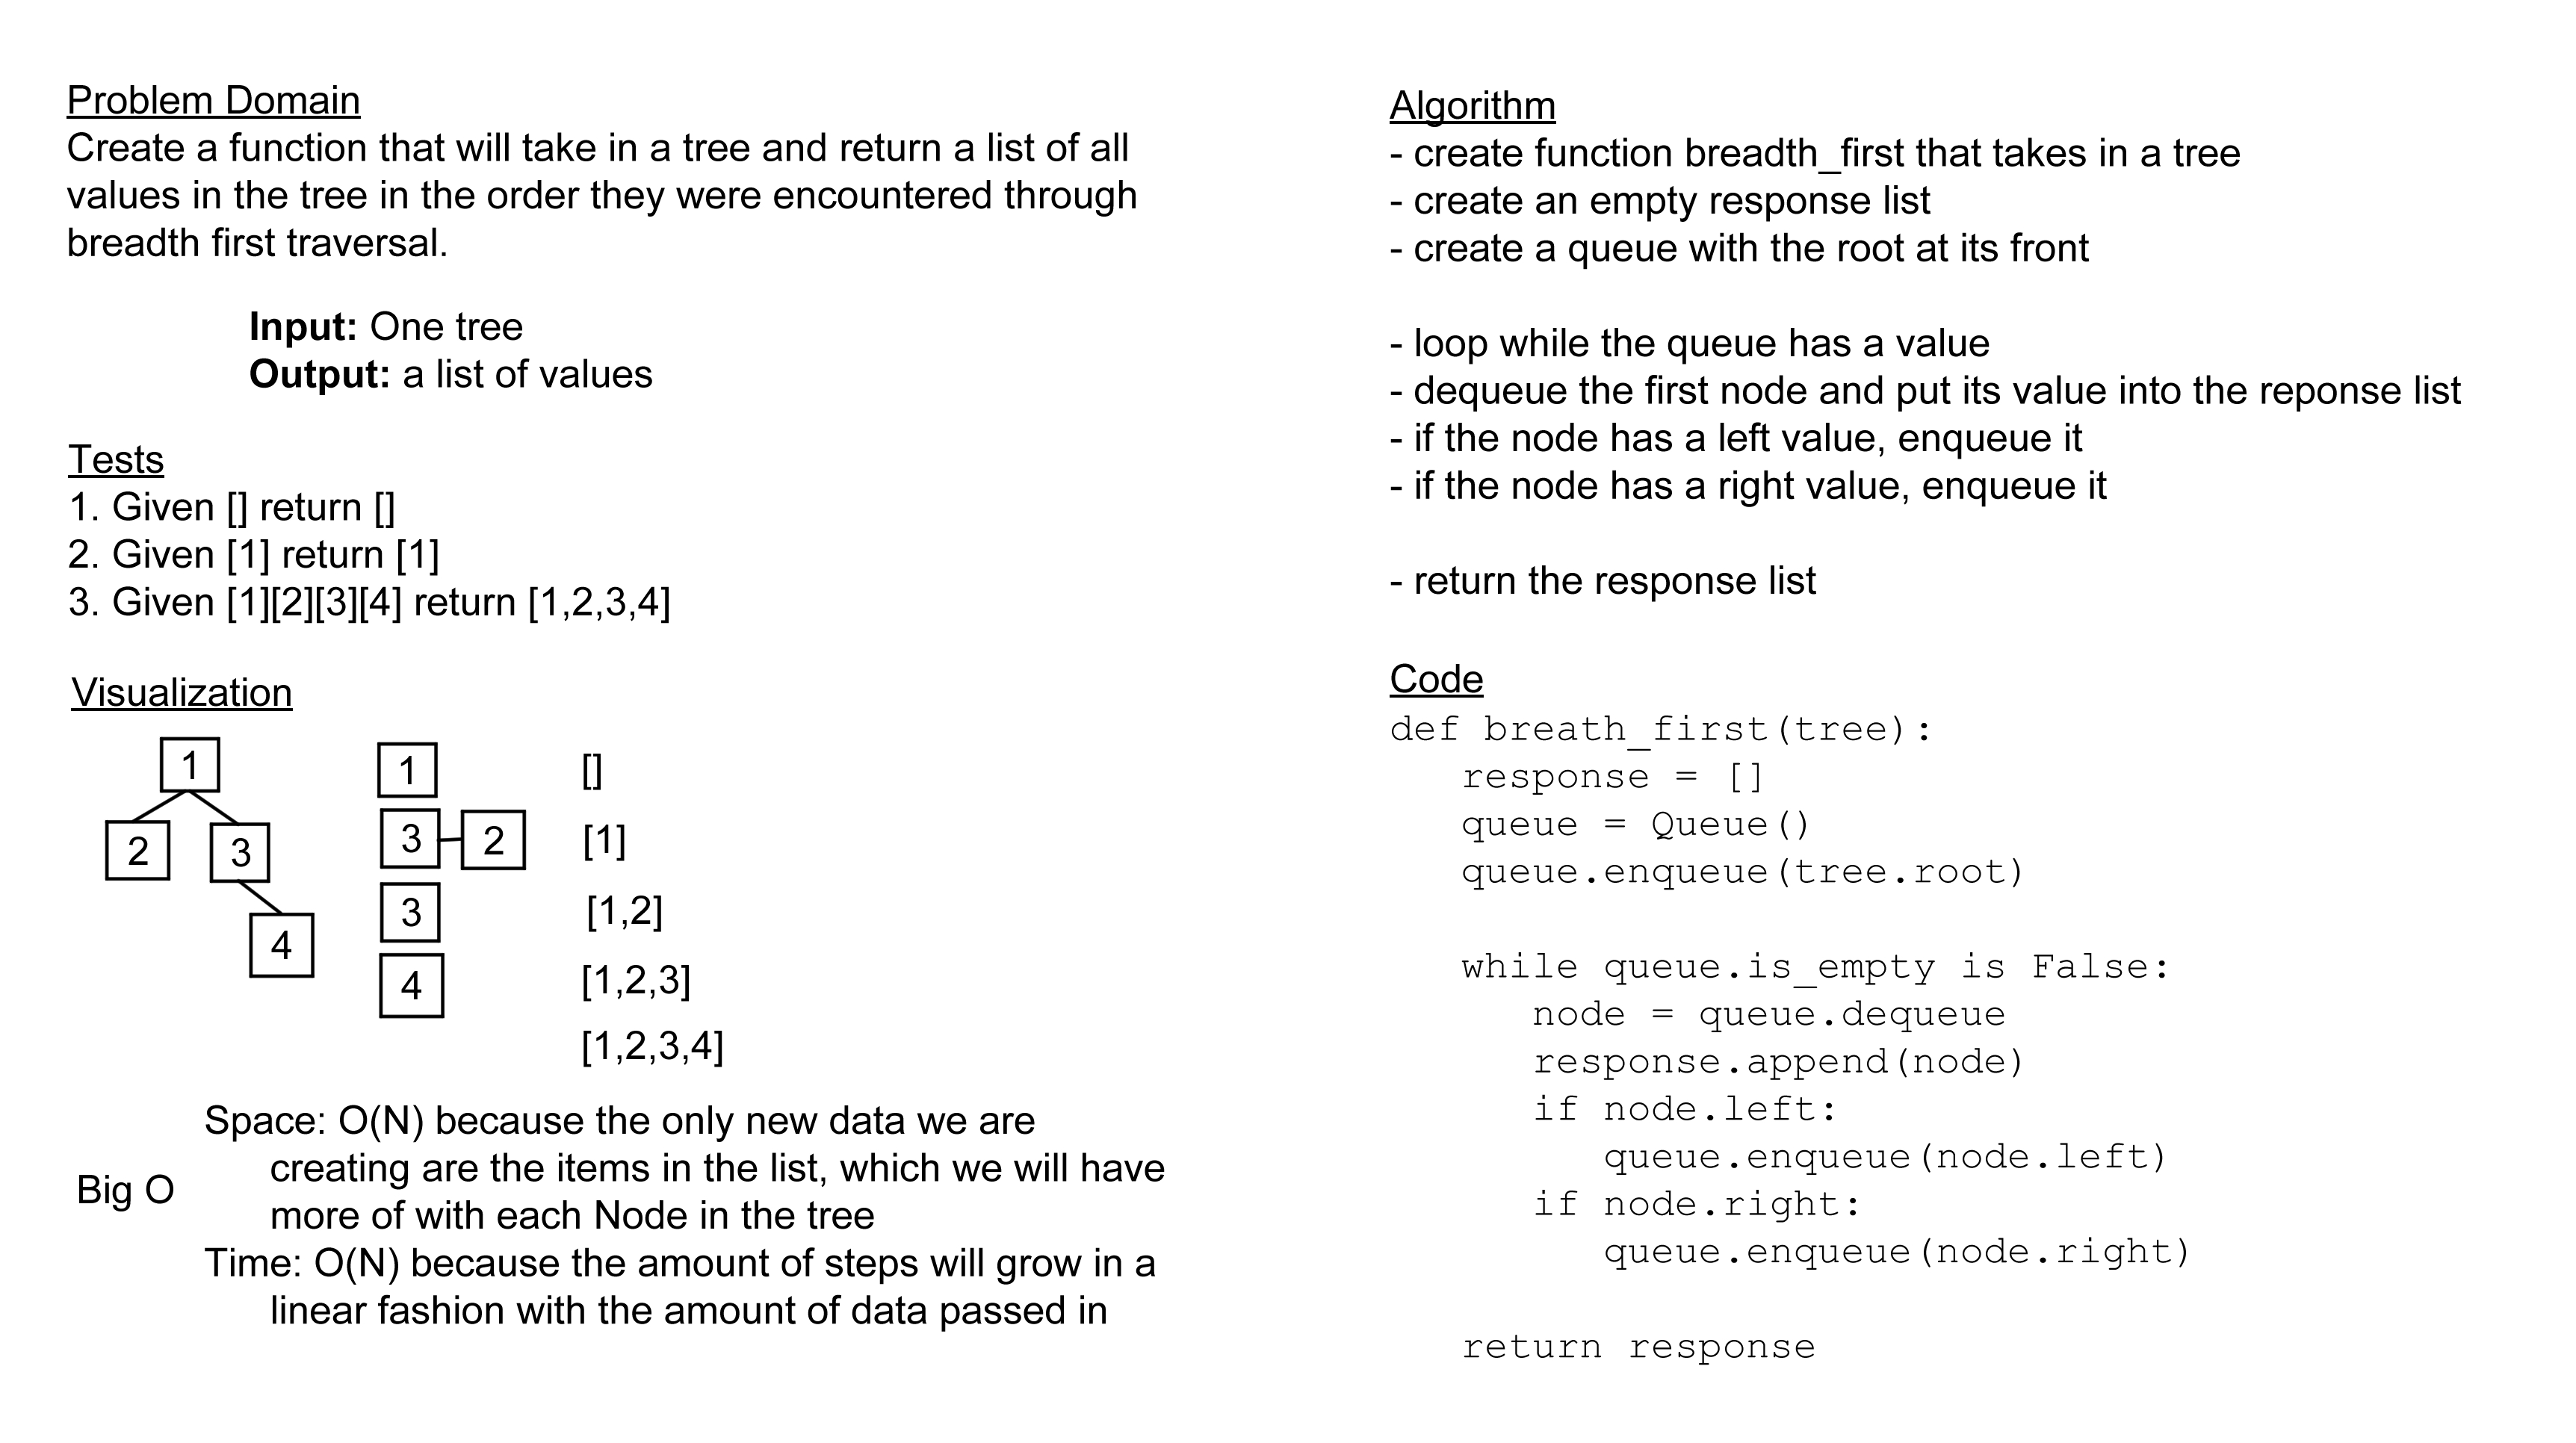 Problem Domain
Create a function that will take in a tree and return a list of all
values in the tree in the order they were encountered through
breadth first traversal.
Input: One tree
Output: a list of values
Tests
1. Given [] return []
2. Given [1] return [1]
3. Given [1][2][3][4] return [1,2,3,4]
Visualization
1
2 3
4
1 []
3 2 [1]
3 [1,2]
4 [1,2,3]
[1,2,3,4]
Big O
Space: O(N) because the only new data we are
creating are the items in the list, which we will have
more of with each Node in the tree
Time: O(N) because the amount of steps will grow in a
linear fashion with the amount of data passed in
Algorithm
- create function breadth_first that takes in a tree
- create an empty response list
- create a queue with the root at its front
- loop while the queue has a value
- dequeue the first node and put its value into the reponse list
- if the node has a left value, enqueue it
- if the node has a right value, enqueue it
- return the response list
Code
def breath_first(tree):
response = []
queue = Queue()
queue.enqueue(tree.root)
while queue.is_empty is False:
node = queue.dequeue
response.append(node)
if node.left:
queue.enqueue(node.left)
if node.right:
queue.enqueue(node.right)
return response